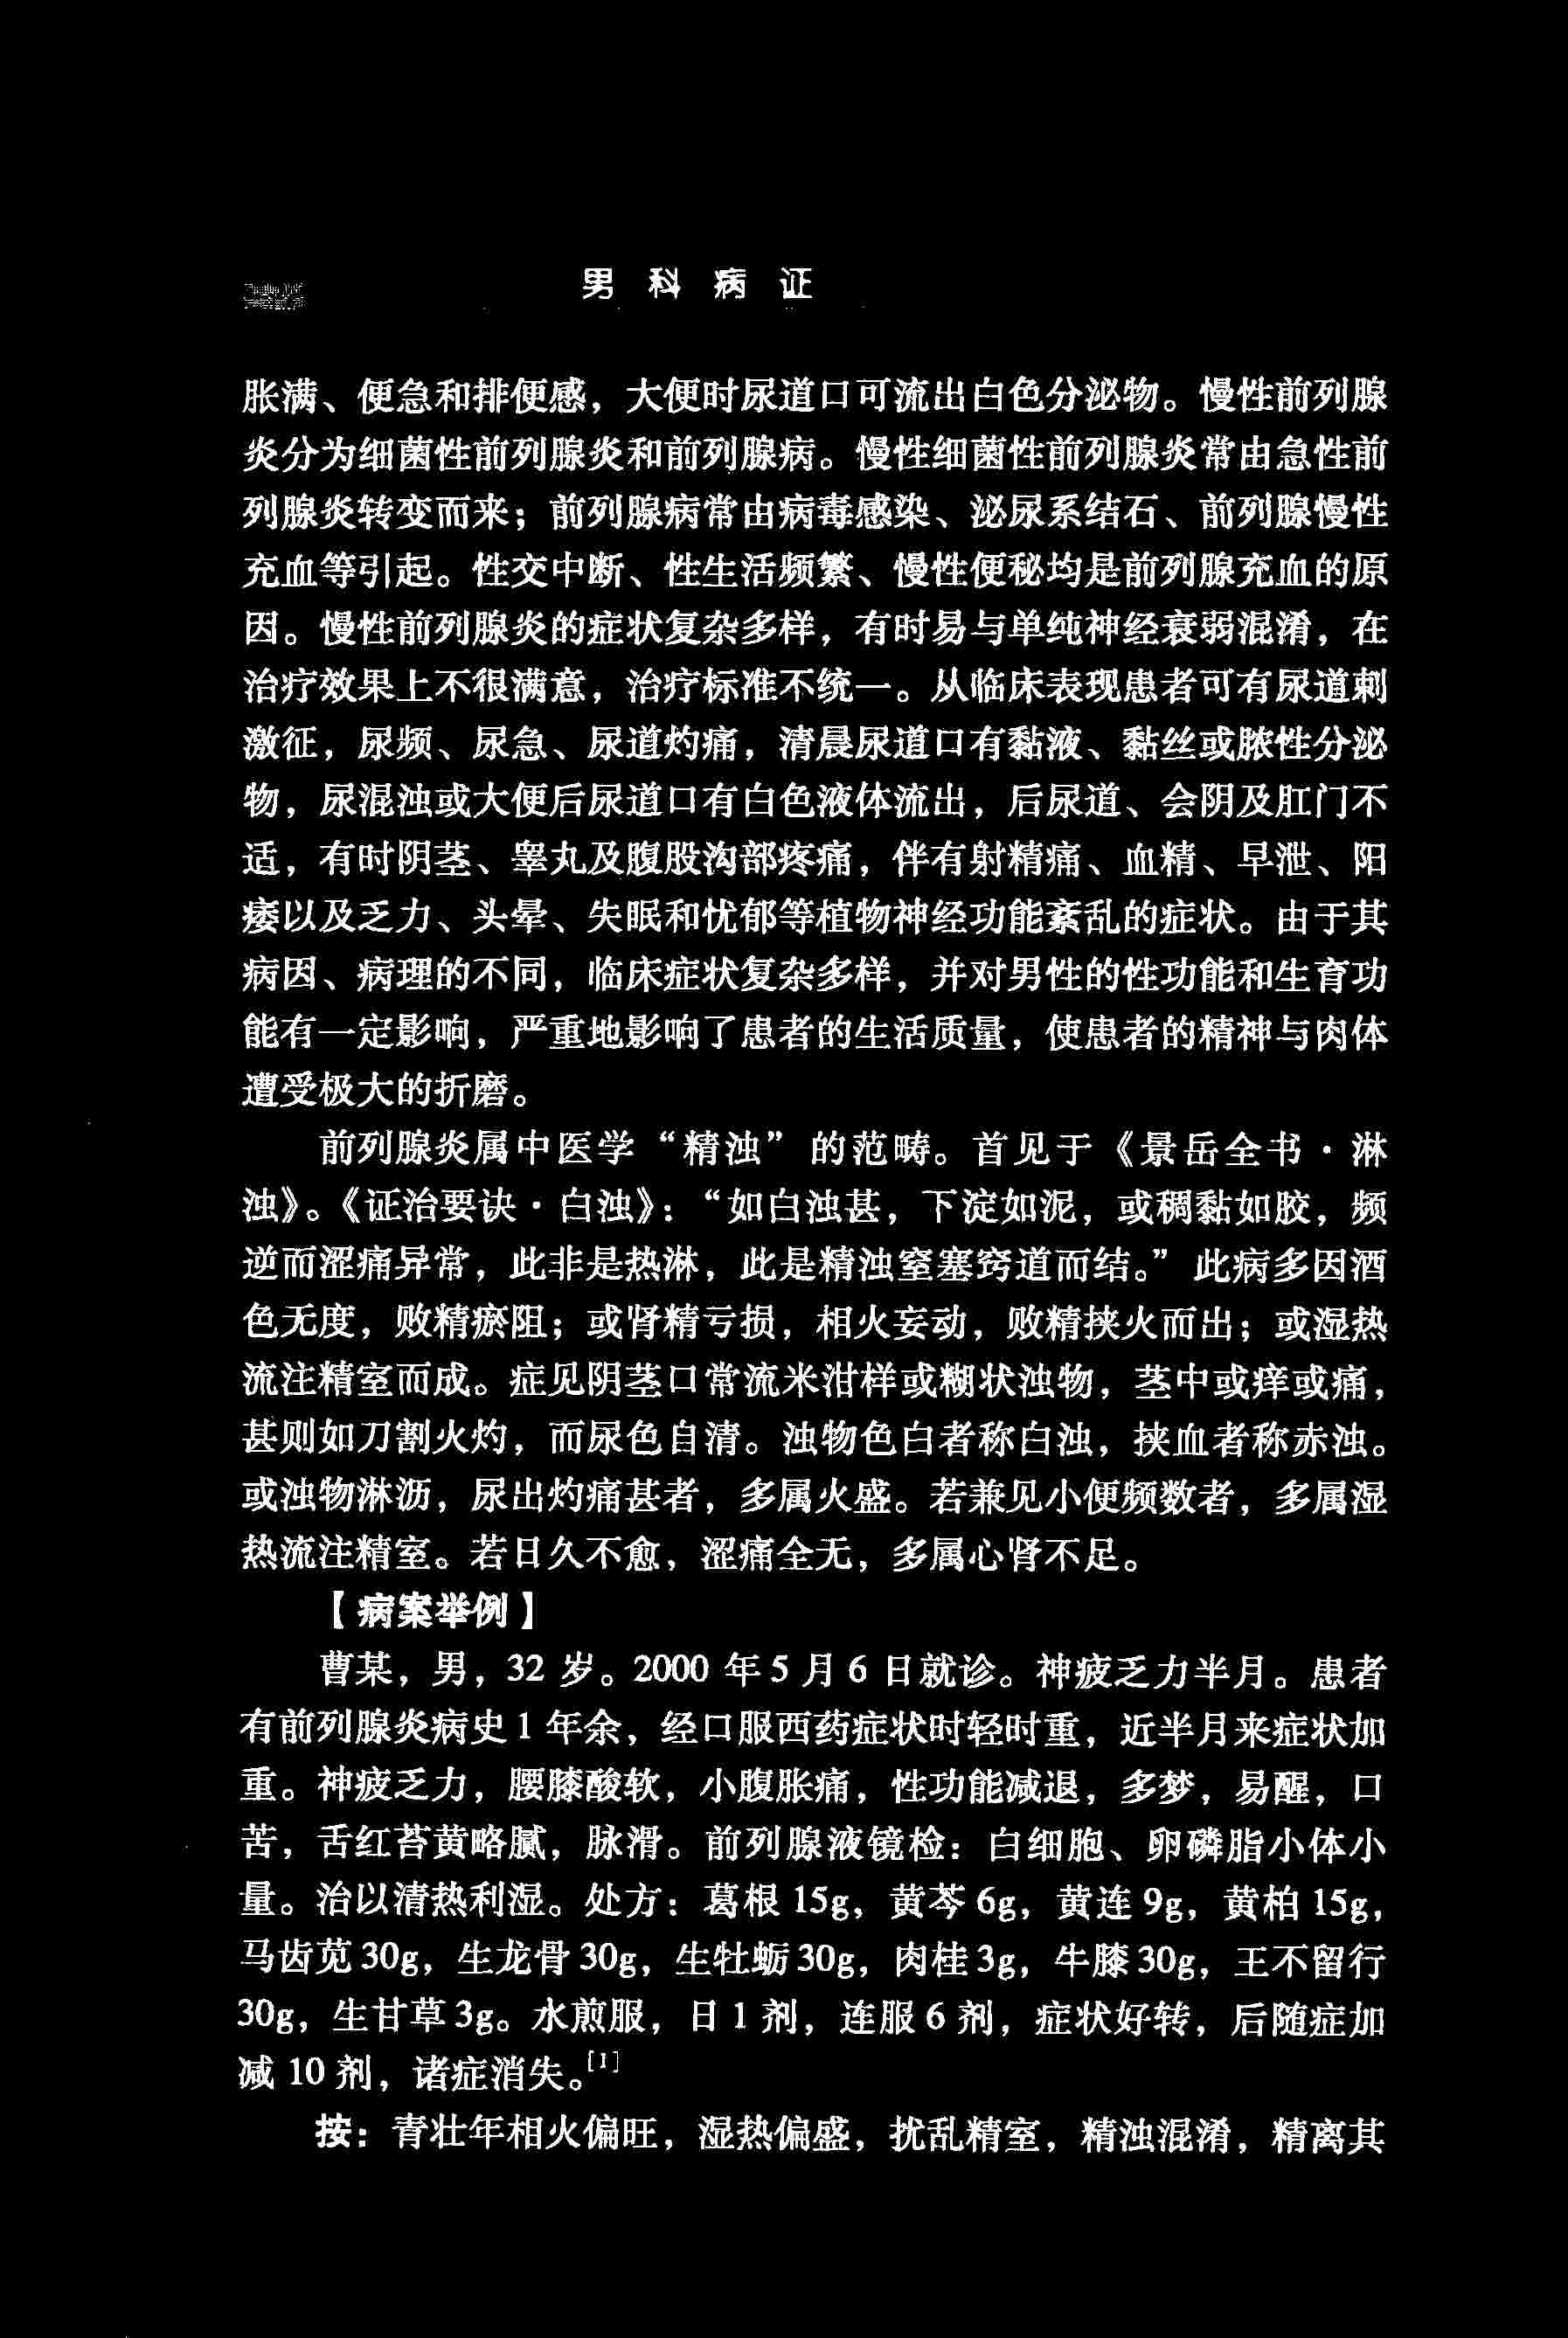 男科病证
胀满、便急和排便感，大便时尿道口可流出白色分泌物。慢性前列腺
炎分为细菌性前列腺炎和前列腺病。慢性细菌性前列腺炎常由急性前
列腺炎转变而来；前列腺病常由病毒感染、泌尿系结石、前列腺慢性
充血等引起。性交中断、性生活频繁、慢性便秘均是前列腺充血的原
因。慢性前列腺炎的症状复杂多样，有时易与单纯神经衰弱混淆，在
治疗效果上不很满意，治疗标准不统一。从临床表现患者可有尿道刺
激征，尿频、尿急、尿道灼痛，清晨尿道口有黏液、黏丝或脓性分泌
物，尿混浊或大便后尿道口有白色液体流出，后尿道、会阴及肛门不
适，有时阴茎、睾丸及腹股沟部疼痛，伴有射精痛、血精、早泄、阳
痿以及乏力、头晕、失眠和忧郁等植物神经功能紊乱的症状。由于其
病因、病理的不同，临床症状复杂多样，并对男性的性功能和生育功
能有一定影响，严重地影响了患者的生活质量，使患者的精神与肉体
遭受极大的折磨。
前列腺炎属中医学“精浊”的范畴。首见于《景岳全书·淋
浊》。《证治要诀·白浊》：“如白浊甚，下淀如泥，或稠黏如胶，频
逆而涩痛异常，此非是热淋，此是精浊窒塞窍道而结。”此病多因酒
色无度，败精瘀阻；或肾精亏损，相火妄动，败精挟火而出；或湿热
流注精室而成。症见阴茎口常流米泔样或糊状浊物，茎中或痒或痛，
甚则如刀割火灼，而尿色自清。浊物色白者称白浊，挟血者称赤浊。
或浊物淋沥，尿出灼痛甚者，多属火盛。若兼见小便频数者，多属湿
热流注精室。若日久不愈，涩痛全无，多属心肾不足。
【病案举例】
曹某，男，32 岁。2000 年 5 月 6 日就诊。神疲乏力半月。患者
有前列腺炎病史 1 年余，经口服西药症状时轻时重，近半月来症状加
重。神疲乏力，腰膝酸软，小腹胀痛，性功能减退，多梦，易醒，口
苦，舌红苔黄略腻，脉滑。前列腺液镜检：白细胞、卵磷脂小体小
量。治以清热利湿。处方：葛根 15g，黄芩 6g，黄连 9g，黄柏 15g，
马齿苋 30g，生龙骨 30g，生牡蛎 30g，肉桂 3g，牛膝 30g，王不留行
30g，生甘草 3g。水煎服，日 1 剂，连服 6 剂，症状好转，后随症加
减 10 剂，诸症消失。[1]
按：青壮年相火偏旺，湿热偏盛，扰乱精室，精浊混淆，精离其